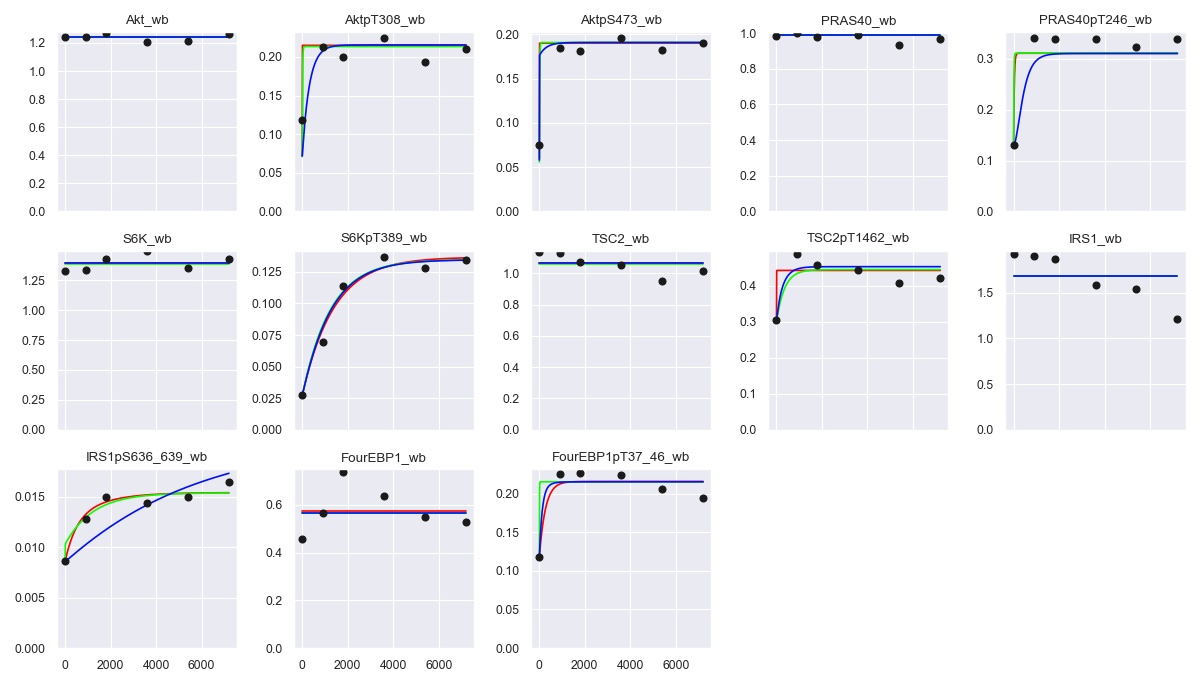 Akt_wb AktpT308_wb AktpS473_wb PRAS40_wb PRAS40pT246_wb
1.2 1.0 0.8 0.6 0.4 0.2 0.0
0.20 0.15 0.10 0.05 0.00
0.20 0.15 0.10 0.05 0.00
1.0 0.8 0.6 0.4 0.2 0.0
0.3 0.2 0.1 0.0
S6K_wb S6KpT389_wb TSC2_wb TSC2pT1462_wb IRS1_wb
1.25 1.00 0.75 0.50 0.25 0.00
0.125 0.100 0.075 0.050 0.025 0.000
1.0 0.8 0.6 0.4 0.2 0.0
0.4 0.3 0.2 0.1 0.0
1.5 1.0 0.5 0.0
IRS1pS636_639_wb FourEBP1_wb FourEBP1pT37_46_wb
0.015 0.010 0.005 0.000
0.6 0.4 0.2 0.0
0.20 0.15 0.10 0.05 0.00
0 2000 4000 6000 0 2000 4000 6000 0 2000 4000 6000